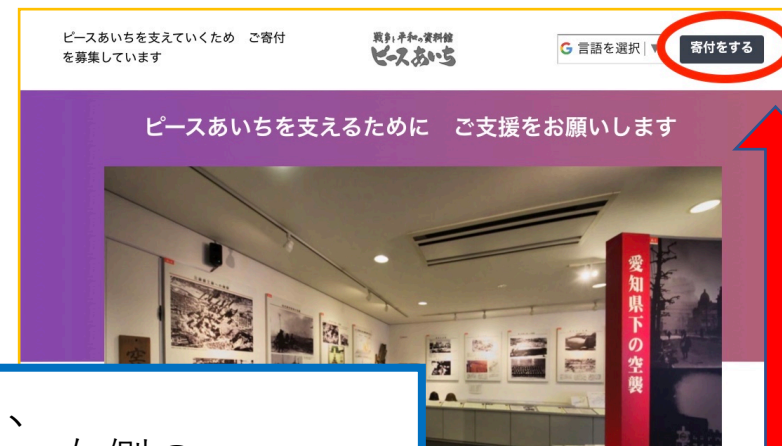 ピースあいちを支えていくため　ご寄付
を募集しています
戦争と平和の資料館
ピースあいち
G 言語を選択 ▼
寄付をする
ピースあいちを支えるために　ご支援をお願いします
愛知県下の空襲
、
右側の